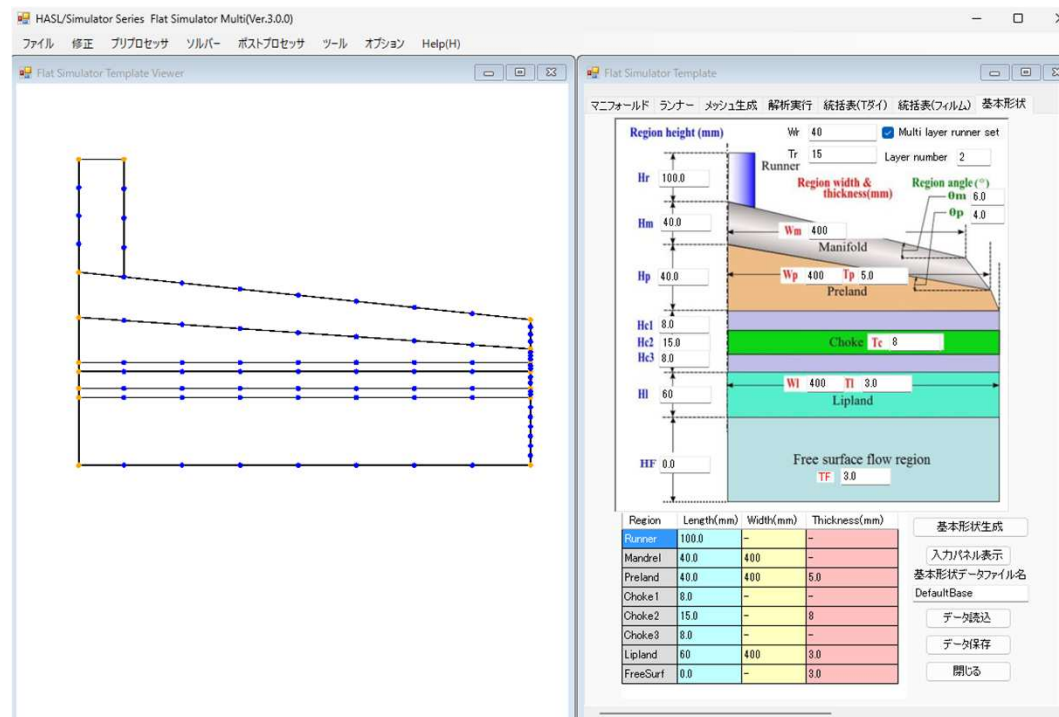 HASL/Simulator Series Flat Simulator Multi(Ver.3.0.0)
ファイル 修正 プリプロセッサ ソルバー ポストプロセッサ ツール オプション Help(H)
Flat Simulator Template Viewer
Flat Simulator Template
マニフォールド ランナー メッシュ生成 解析実行 統括表(Tダイ) 統括表(フィルム) 基本形状
Region height (mm) Wr 40 Multi layer runner set
Tr 15 Layer number 2
Runner
Hr 100.0
Region width & thickness(mm)
Region angle (°)
θm 6.0
θp 4.0
Hm 40.0
Wm 400
Manifold
Hp 40.0
Wp 400 Tp 5.0
Preland
Hc1 8.0
Hc2 15.0
Choke Tc 8
Hc3 8.0
Hl 60
Wl 400 Tl 3.0
Lipland
HF 0.0
Free surface flow region
TF 3.0
Region Length(mm) Width(mm) Thickness(mm)
Runner 100.0 - -
Mandrel 40.0 400 -
Preland 40.0 400 5.0
Choke1 8.0 - -
Choke2 15.0 - 8
Choke3 8.0 - -
Lipland 60 400 3.0
FreeSurf 0.0 - 3.0
基本形状生成
入力パネル表示
基本形状データファイル名
DefaultBase
データ読込
データ保存
閉じる